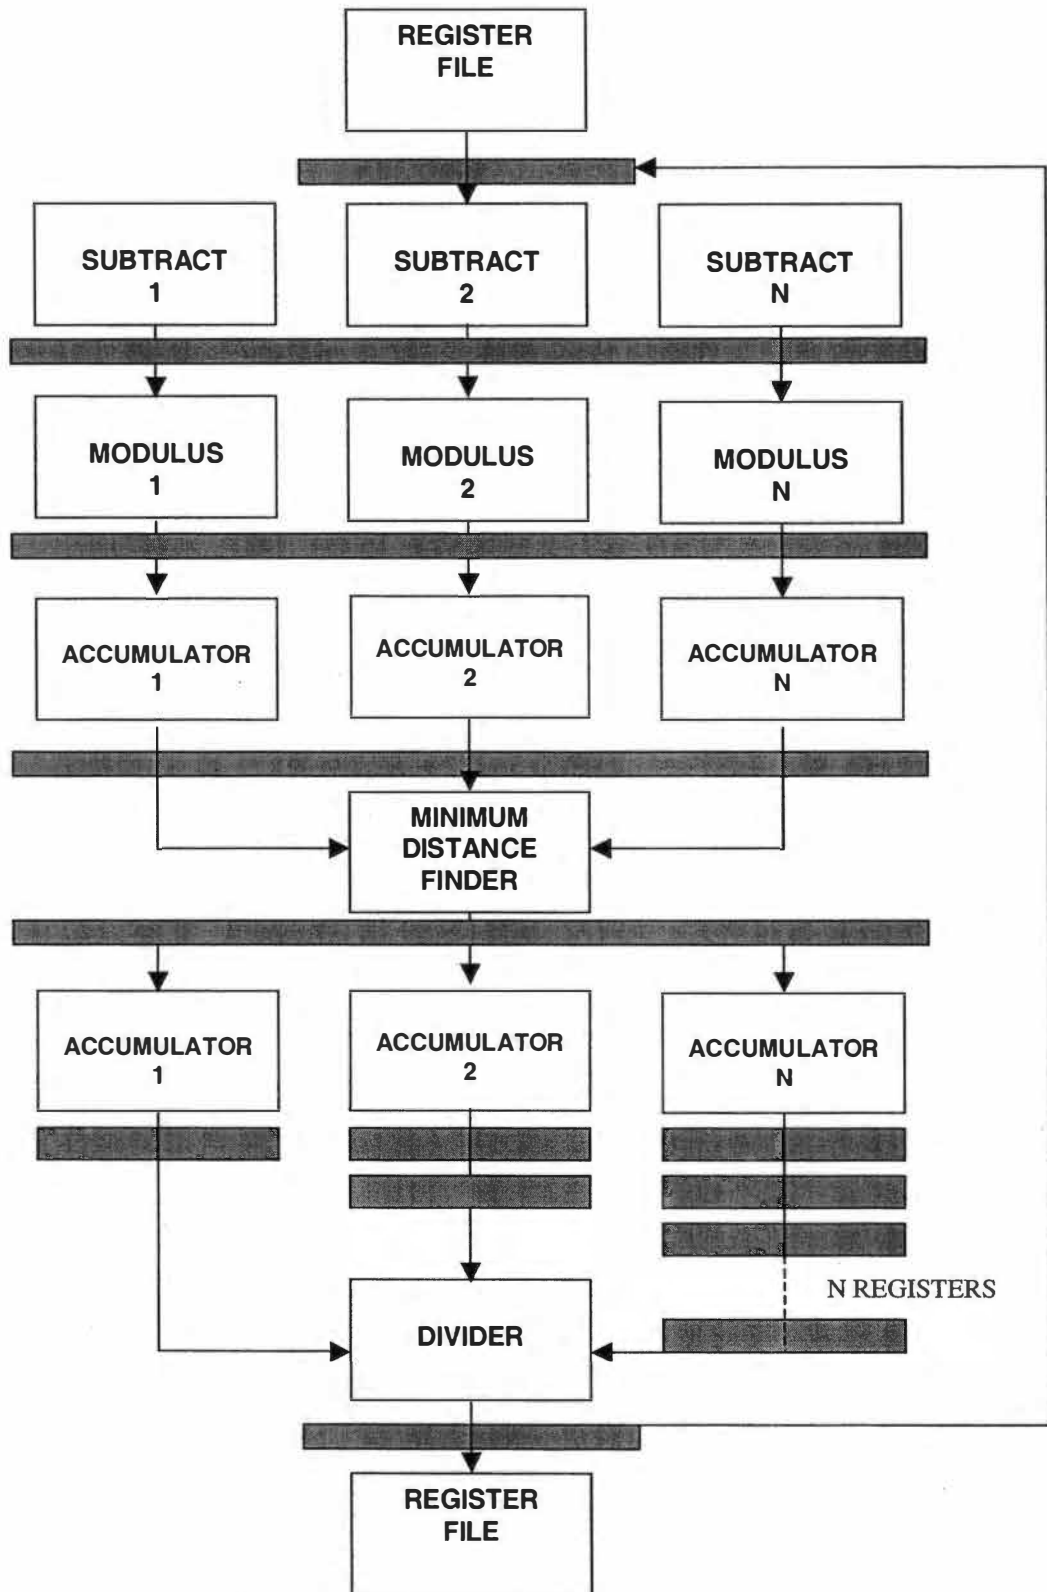 REGISTER
FILE
SUBTRACT
1
SUBTRACT
2
SUBTRACT
N
MODULUS
1
MODULUS
2
MODULUS
N
ACCUMULATOR
1
ACCUMULATOR
2
ACCUMULATOR
N
MINIMUM
DISTANCE
FINDER
ACCUMULATOR
1
ACCUMULATOR
2
ACCUMULATOR
N
N REGISTERS
DIVIDER
REGISTER
FILE